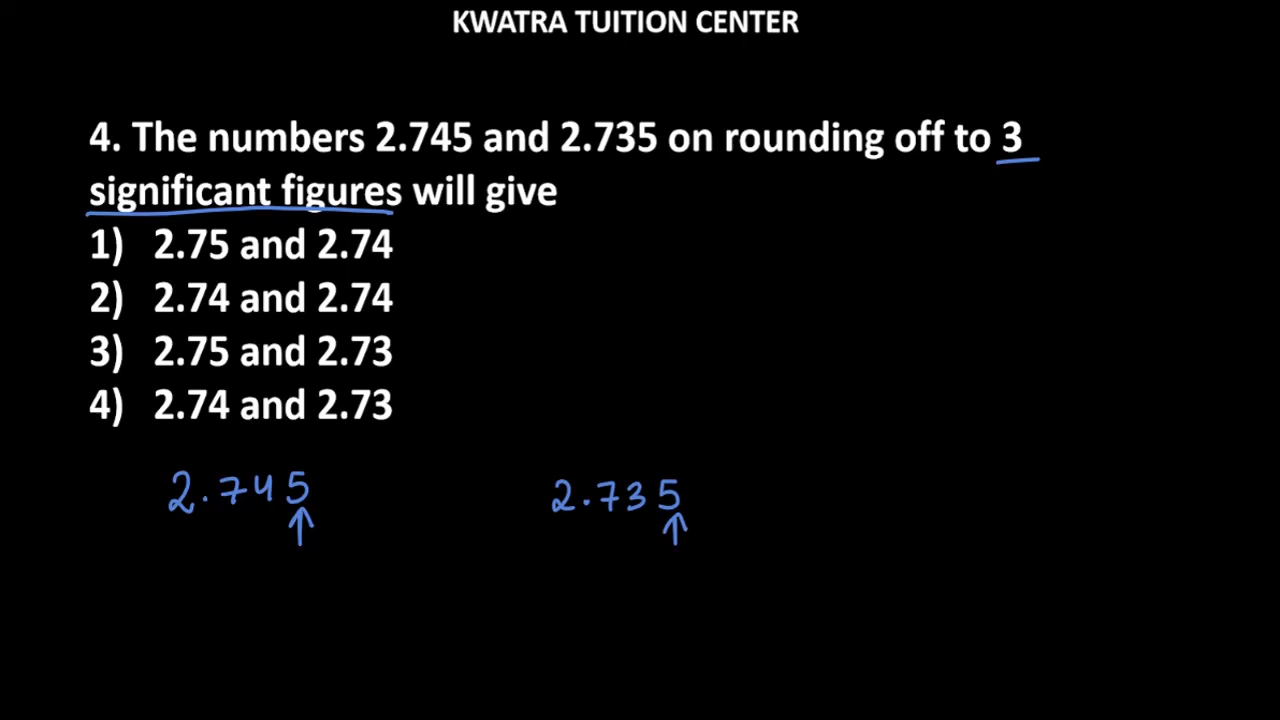 KWATRA TUITION CENTER
4. The numbers 2.745 and 2.735 on rounding off to 3
significant figures will give
1) 2.75 and 2.74
2) 2.74 and 2.74
3) 2.75 and 2.73
4) 2.74 and 2.73
2.745 2.735